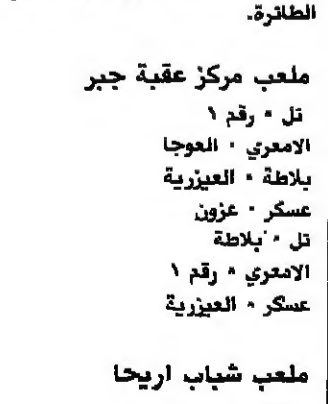 الطائرة.
ملعب مركز عقبة جبر
تل * رقم ١
الامعري * العوجا
بلاطة * العيزرية
عسكر * عزون
تل * بلاطة
الامعري * رقم ١
عسكر * العيزرية
ملعب شباب اريحا